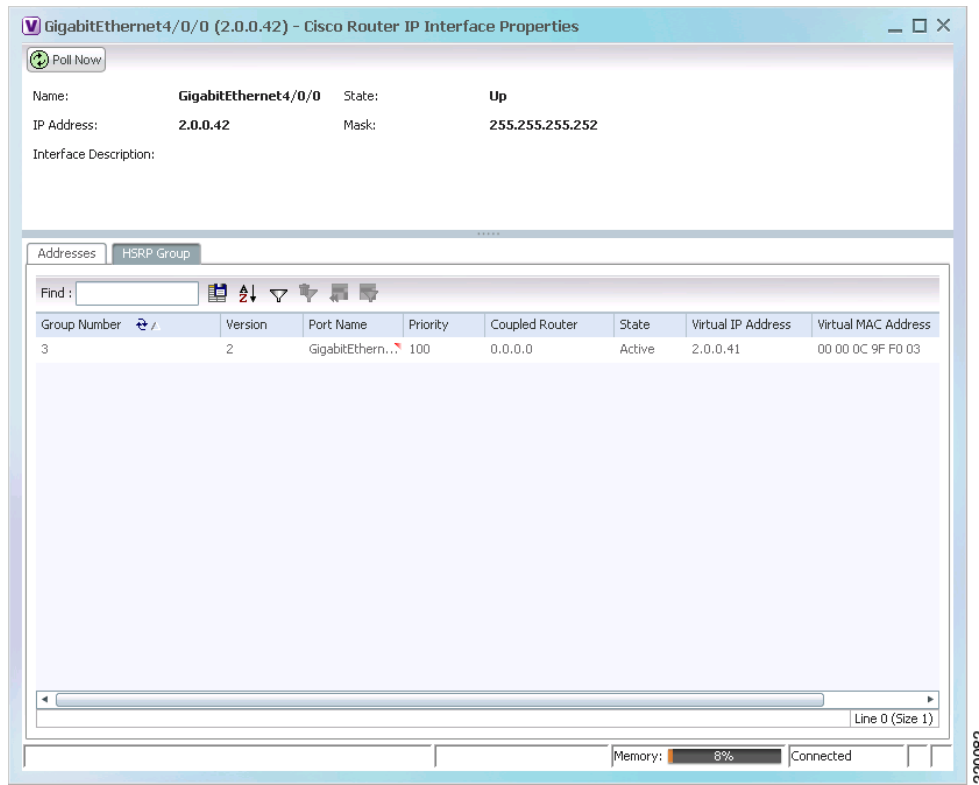 GigabitEthernet4/0/0 (2.0.0.42) - Cisco Router IP Interface Properties
Poll Now
Name: GigabitEthernet4/0/0 State: Up
IP Address: 2.0.0.42 Mask: 255.255.255.252
Interface Description:
Addresses HSRP Group
Find :
Group Number Version Port Name Priority Coupled Router State Virtual IP Address Virtual MAC Address
3 2 GigabitEthern... 100 0.0.0.0 Active 2.0.0.41 00 00 0C 9F F0 03
Line 0 (Size 1)
Memory: 8% Connected